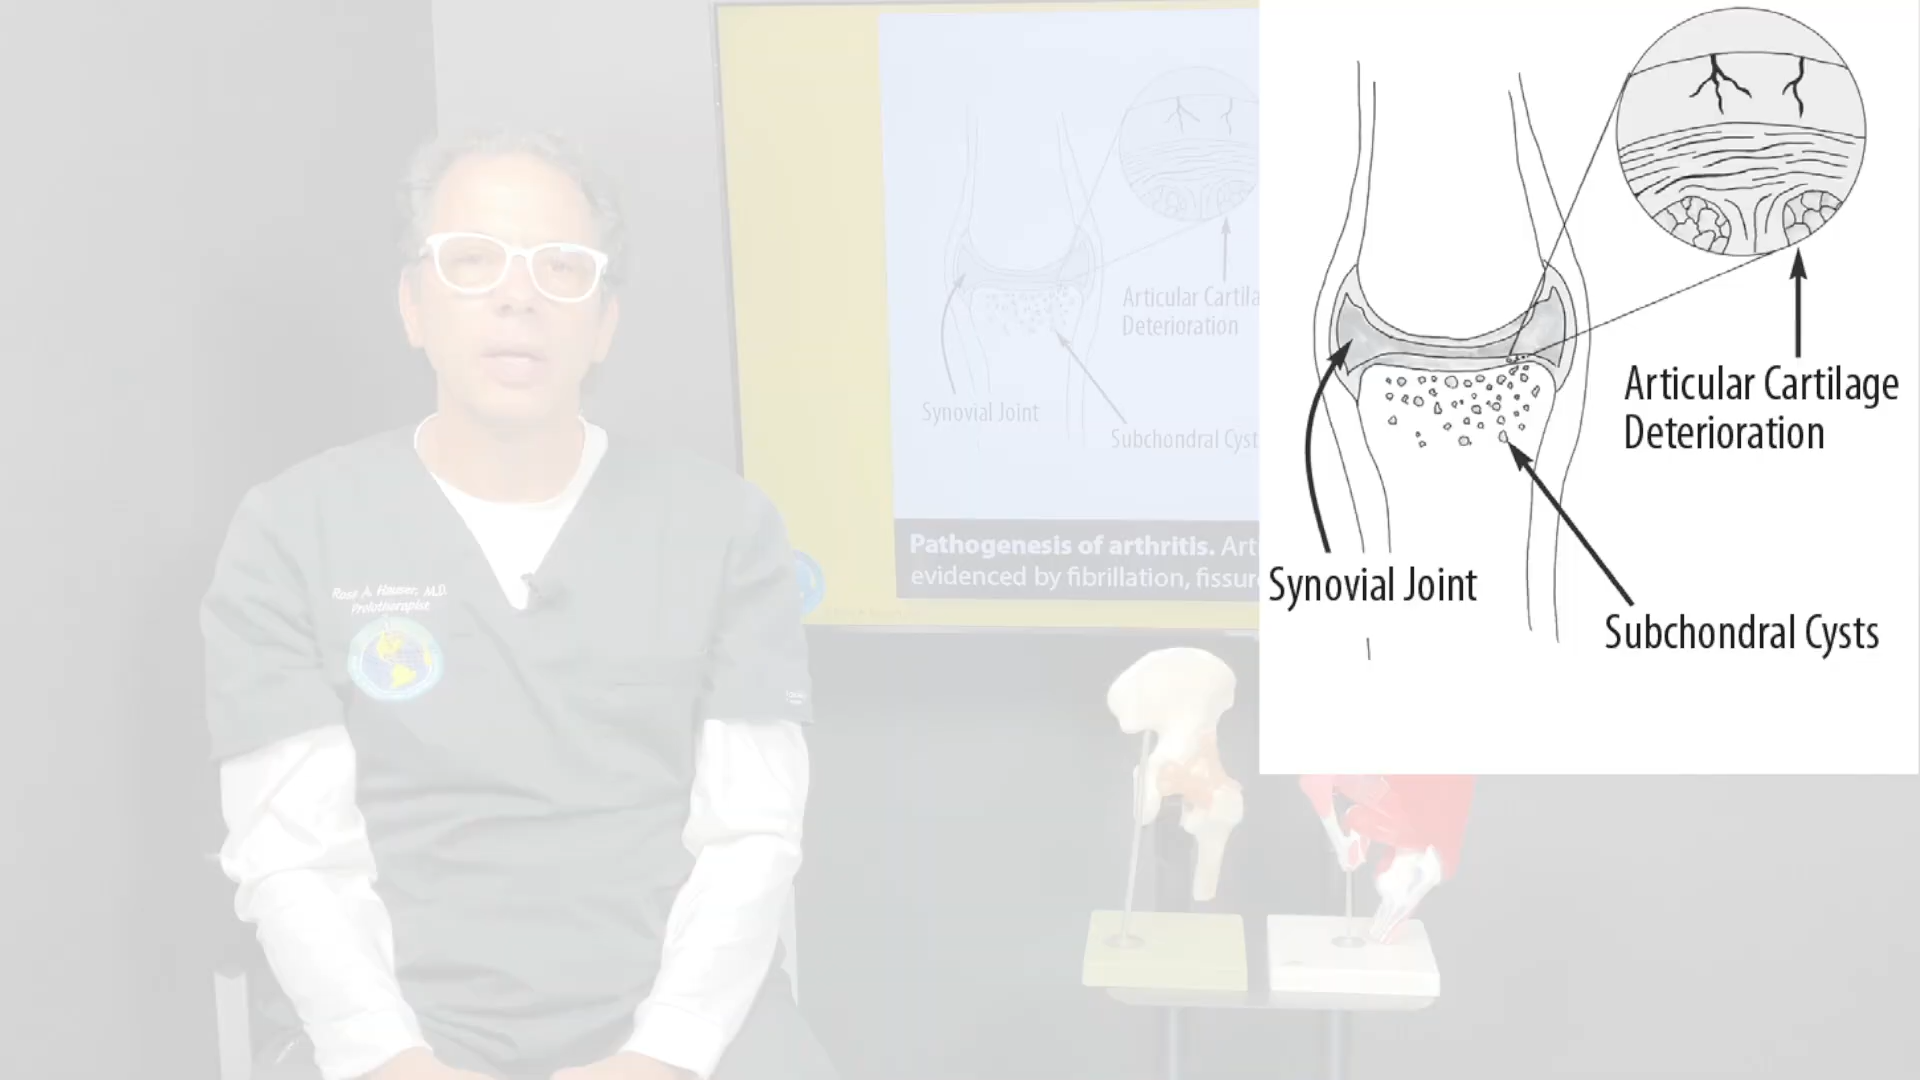 Articular Cartilage
Deterioration
Synovial Joint
Subchondral Cysts
Articular Cartila
Deterioration
Synovial Joint
Subchondral Cyst
Pathogenesis of arthritis. Art
evidenced by fibrillation, fissur
Ross A. Hauser, M.D.
Prolotherapist